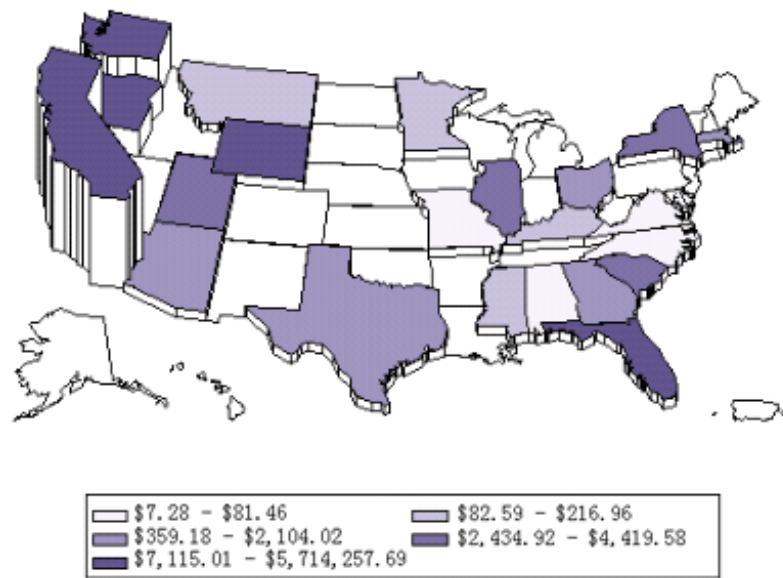 $7.28 - $81.46 $82.59 - $216.96
$359.18 - $2,104.02 $2,434.92 - $4,419.58
$7,115.01 - $5,714,257.69